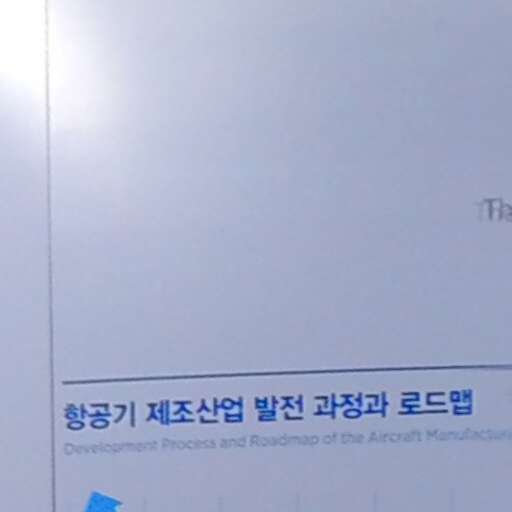 항공기 제조산업 발전 과정과 로드맵
Development Process and Roadmap of the Aircraft